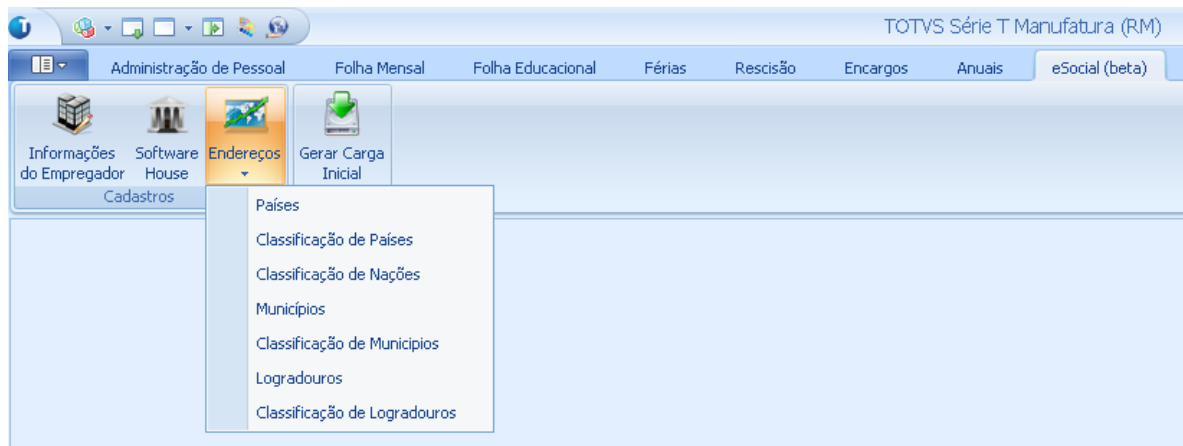 TOTVS Série T Manufatura (RM)
Administração de Pessoal Folha Mensal Folha Educacional Férias Rescisão Encargos Anuais eSocial (beta)
Informações do Empregador
Software House
Endereços
Gerar Carga Inicial
Cadastros
Países
Classificação de Países
Classificação de Nações
Municípios
Classificação de Municipios
Logradouros
Classificação de Logradouros